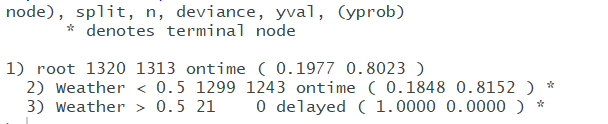 node), split, n, deviance, yval, (yprob)
      * denotes terminal node
1) root 1320 1313 ontime ( 0.1977 0.8023 )
  2) Weather < 0.5 1299 1243 ontime ( 0.1848 0.8152 ) *
  3) Weather > 0.5 21    0 delayed ( 1.0000 0.0000 ) *